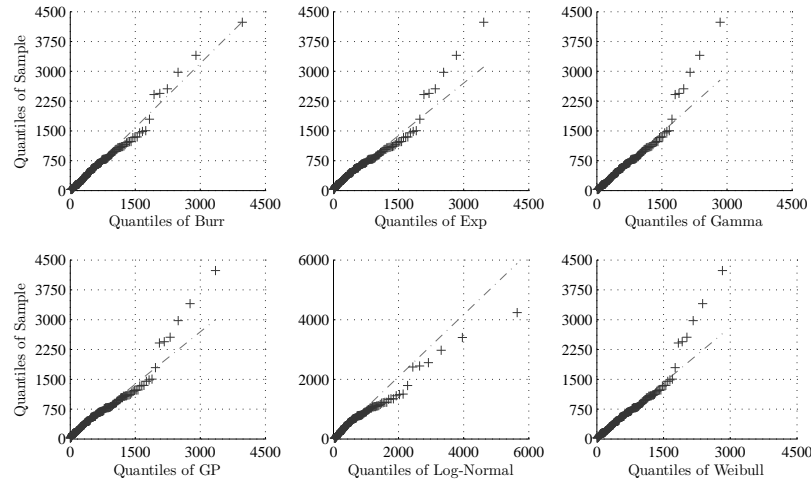 4500
3750
3000
2250
1500
750
0
Quantiles of Sample
0 1500 3000 4500
Quantiles of Burr
4500
3750
3000
2250
1500
750
0
0 1500 3000 4500
Quantiles of Exp
4500
3750
3000
2250
1500
750
0
0 1500 3000 4500
Quantiles of Gamma
4500
3750
3000
2250
1500
750
0
Quantiles of Sample
0 1500 3000 4500
Quantiles of GP
6000
4000
2000
0
0 2000 4000 6000
Quantiles of Log-Normal
4500
3750
3000
2250
1500
750
0
0 1500 3000 4500
Quantiles of Weibull